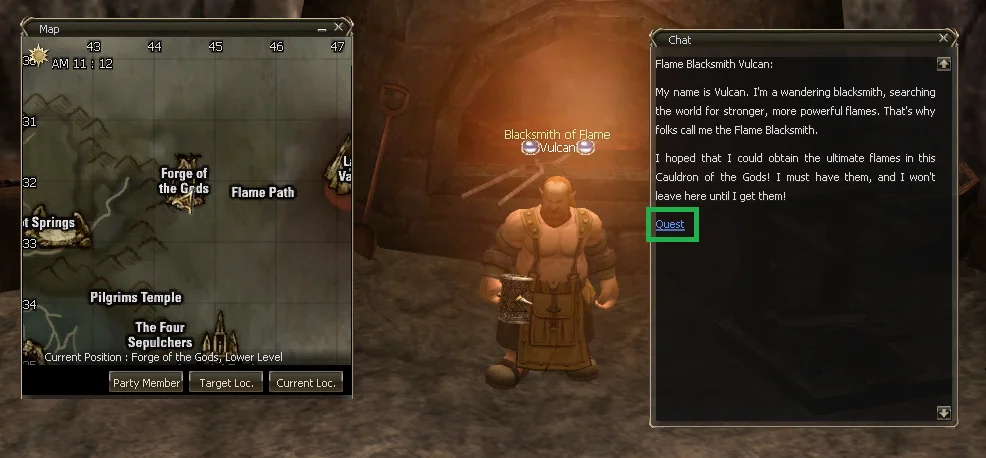 Map
43 44 45 46 47
AM 11 : 12
31
Forge of
the Gods
32
Flame Path
Springs
33
34
Pilgrims Temple
The Four
Sepulchers
Current Position : Forge of the Gods, Lower Level
Party Member Target Loc. Current Loc.
Blacksmith of Flame
Vulcan
Chat
Flame Blacksmith Vulcan:
My name is Vulcan. I'm a wandering blacksmith, searching
the world for stronger, more powerful flames. That's why
folks call me the Flame Blacksmith.
I hoped that I could obtain the ultimate flames in this
Cauldron of the Gods! I must have them, and I won't
leave here until I get them!
Quest